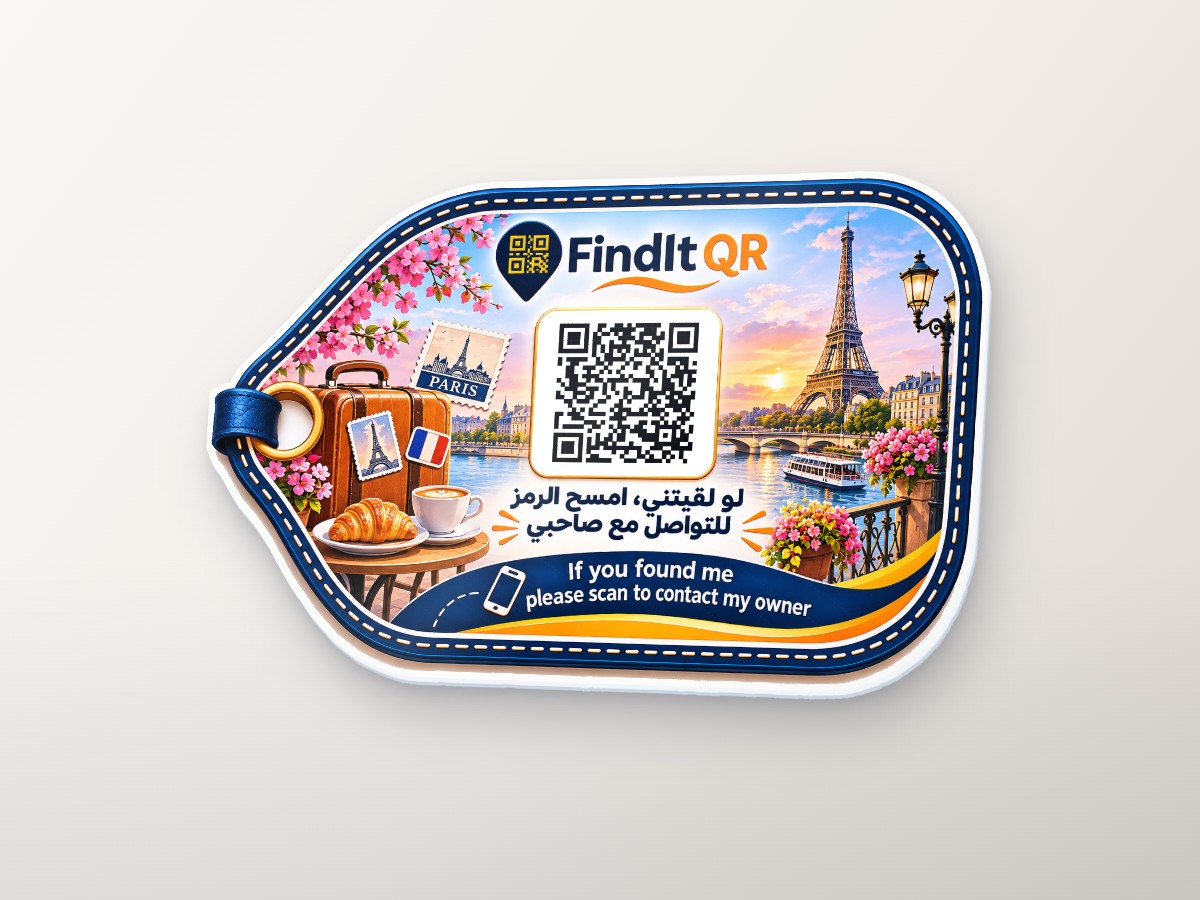 FindIt QR
PARIS
لو لقيتني، امسح الرمز
للتواصل مع صاحبي
If you found me
please scan to contact my owner